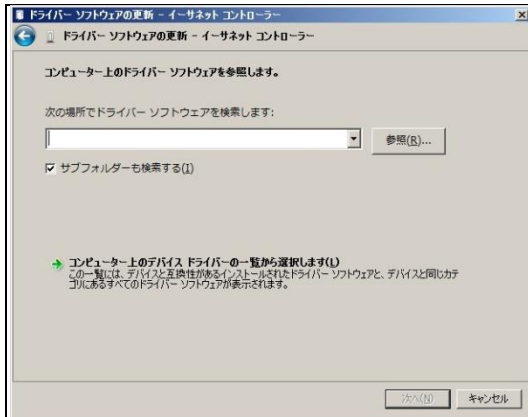 ドライバー ソフトウェアの更新 - イーサネット コントローラー
ドライバー ソフトウェアの更新 - イーサネット コントローラー
コンピューター上のドライバー ソフトウェアを参照します。
次の場所でドライバー ソフトウェアを検索します:
参照(R)...
サブフォルダーも検索する(I)
コンピューター上のデバイス ドライバーの一覧から選択します(L)
この一覧には、デバイスと互換性があるインストールされたドライバー ソフトウェアと、デバイスと同じカテ
ゴリにあるすべてのドライバー ソフトウェアが表示されます。
次へ(N)
キャンセル